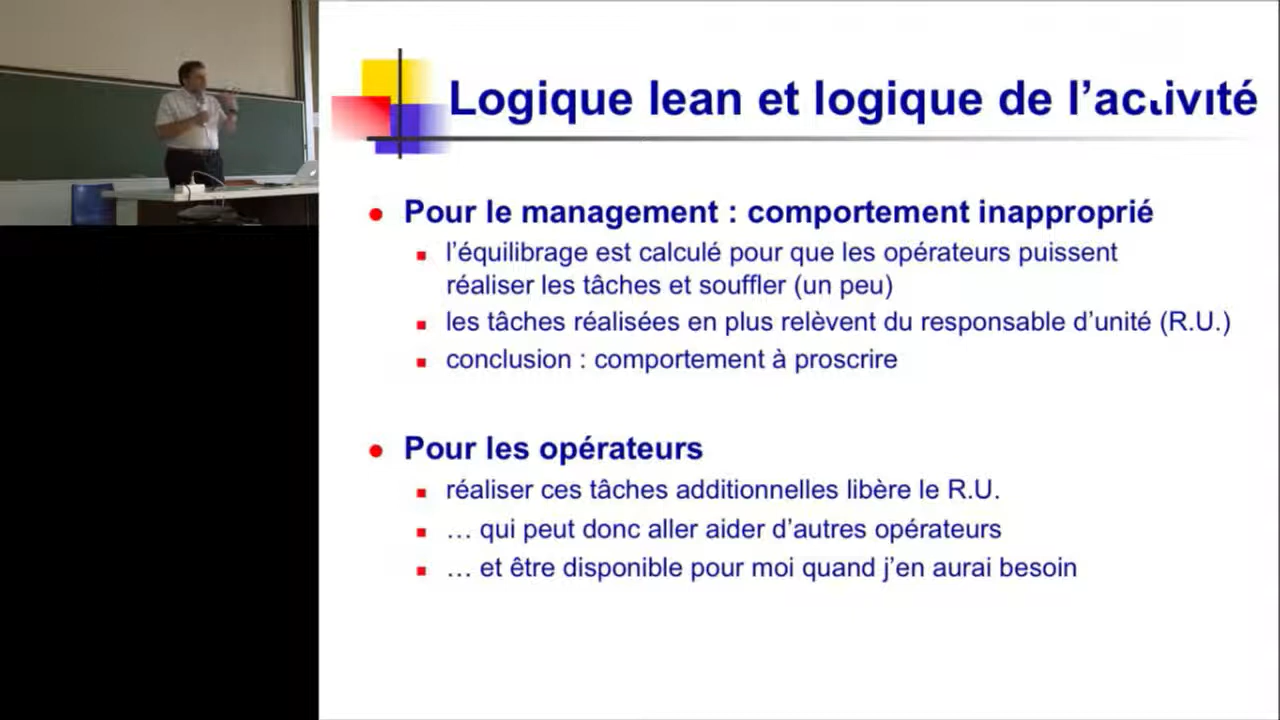 Logique lean et logique de l'activité
● Pour le management : comportement inapproprié
▪ l'équilibrage est calculé pour que les opérateurs puissent
réaliser les tâches et souffler (un peu)
▪ les tâches réalisées en plus relèvent du responsable d'unité (R.U.)
▪ conclusion : comportement à proscrire
● Pour les opérateurs
▪ réaliser ces tâches additionnelles libère le R.U.
▪ … qui peut donc aller aider d'autres opérateurs
▪ … et être disponible pour moi quand j'en aurai besoin